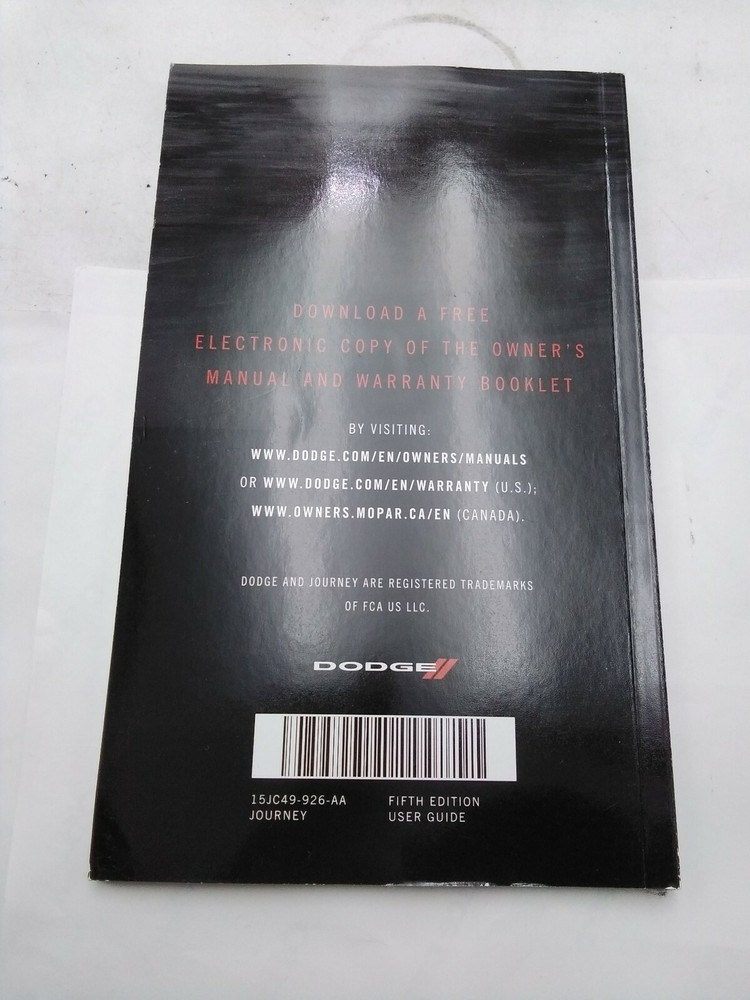 DOWNLOAD A FREE
ELECTRONIC COPY OF THE OWNER'S
MANUAL AND WARRANTY BOOKLET
BY VISITING:
WWW.DODGE.COM/EN/OWNERS/MANUALS
OR WWW.DODGE.COM/EN/WARRANTY (U.S.);
WWW.OWNERS.MOPAR.CA/EN (CANADA).
DODGE AND JOURNEY ARE REGISTERED TRADEMARKS
OF FCA US LLC.
DODGE
15JC49-926-AA
JOURNEY
FIFTH EDITION
USER GUIDE